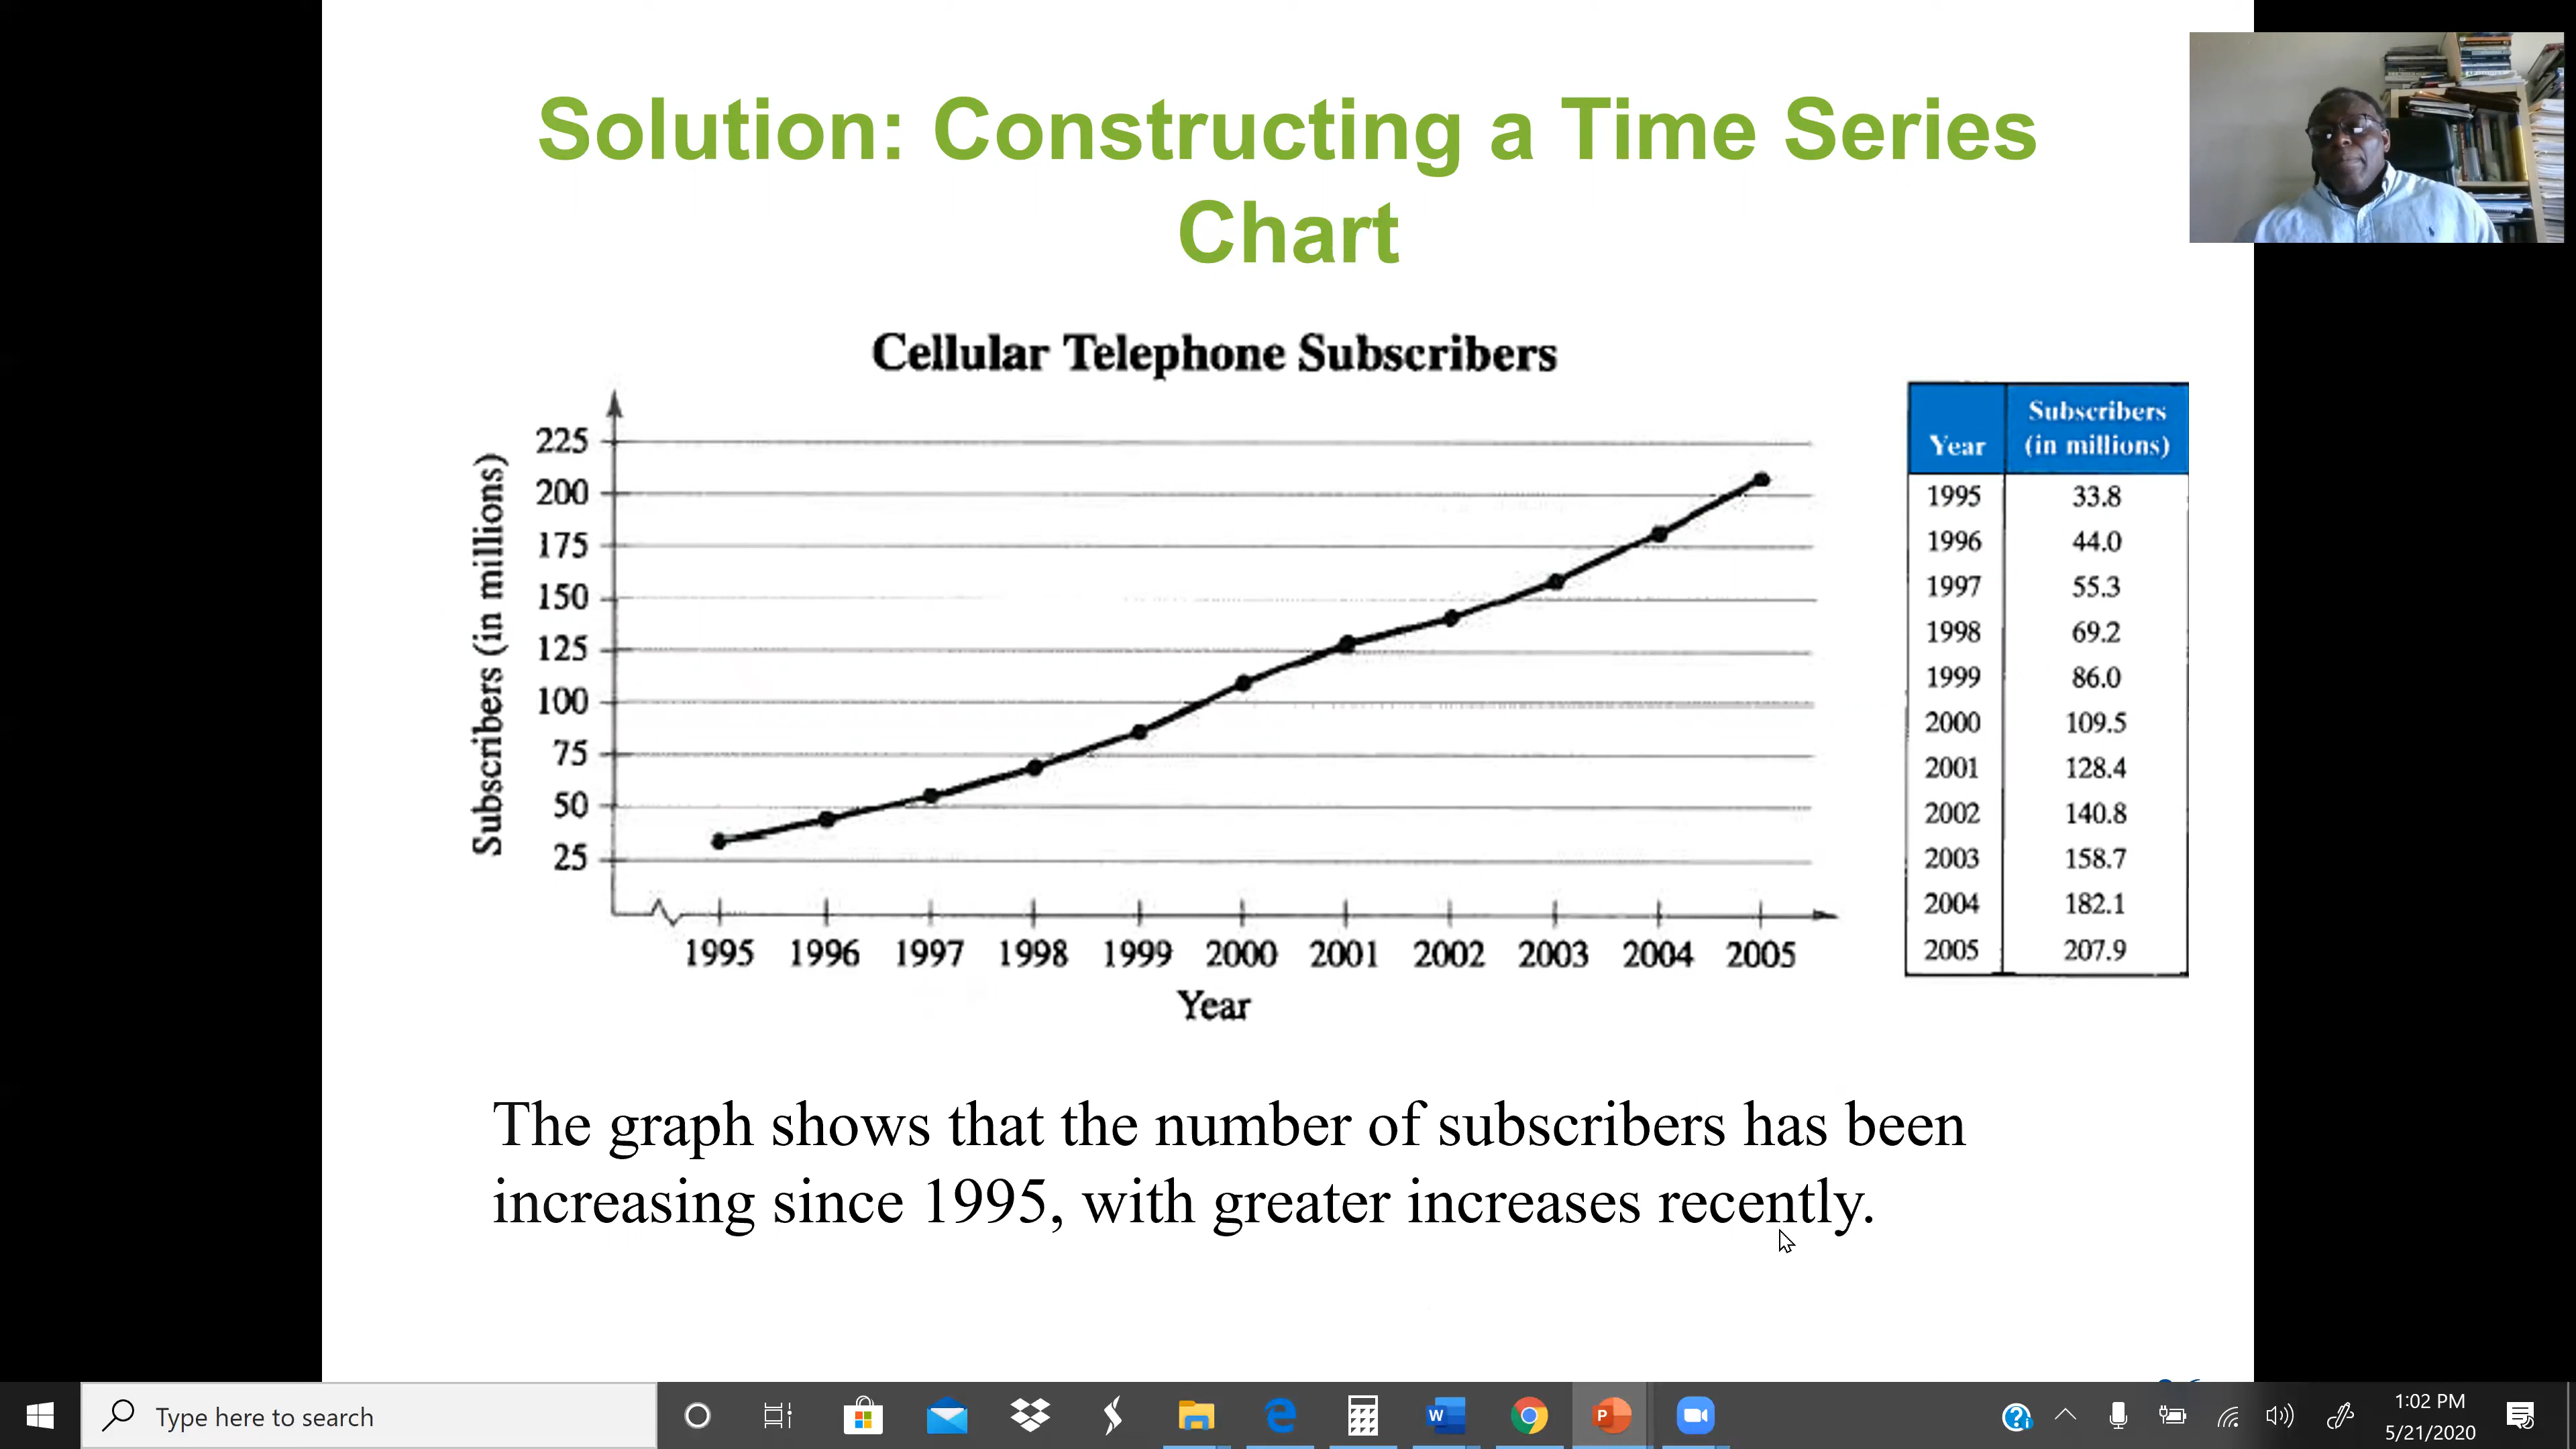 Solution: Constructing a Time Series
Chart
Cellular Telephone Subscribers
Subscribers (in millions)
225
200
175
150
125
100
75
50
25
1995 1996 1997 1998 1999 2000 2001 2002 2003 2004 2005
Year
Year Subscribers (in millions)
1995 33.8
1996 44.0
1997 55.3
1998 69.2
1999 86.0
2000 109.5
2001 128.4
2002 140.8
2003 158.7
2004 182.1
2005 207.9
The graph shows that the number of subscribers has been
increasing since 1995, with greater increases recently.
Type here to search
1:02 PM
5/21/2020